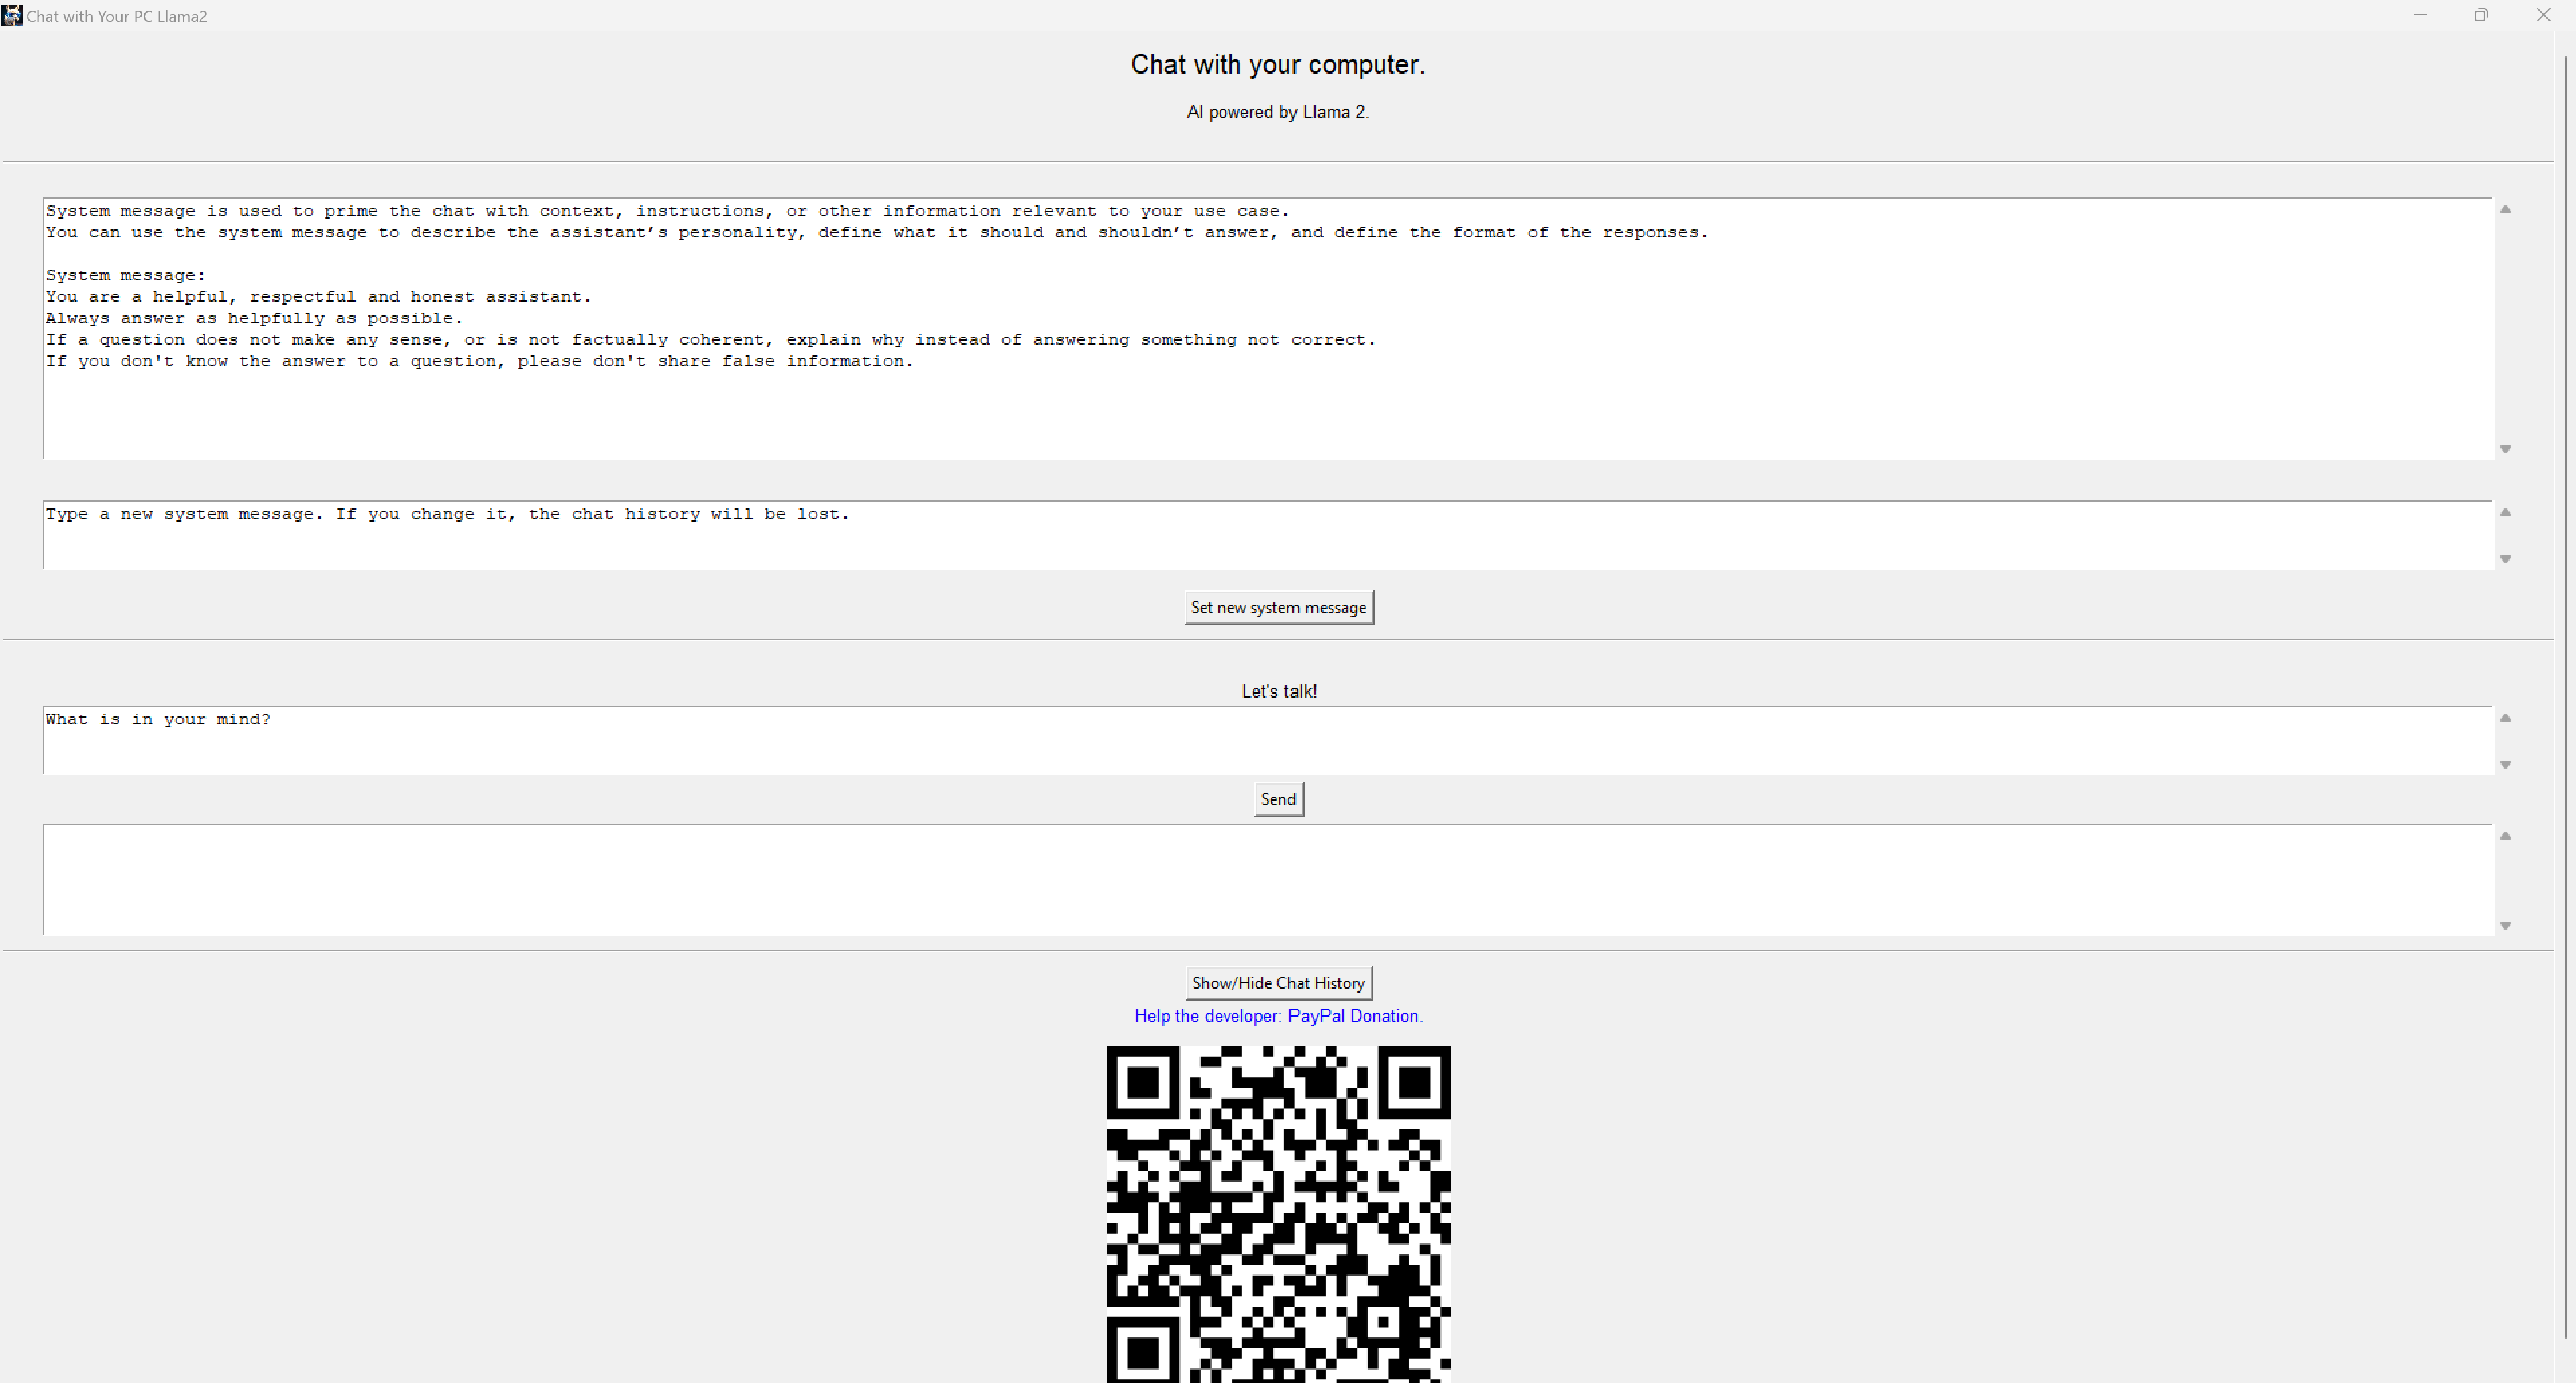 Chat with Your PC Llama2
Chat with your computer.
AI powered by Llama 2.
System message is used to prime the chat with context, instructions, or other information relevant to your use case.
You can use the system message to describe the assistant’s personality, define what it should and shouldn’t answer, and define the format of the responses.
System message:
You are a helpful, respectful and honest assistant.
Always answer as helpfully as possible.
If a question does not make any sense, or is not factually coherent, explain why instead of answering something not correct.
If you don't know the answer to a question, please don't share false information.
Type a new system message. If you change it, the chat history will be lost.
Set new system message
Let's talk!
What is in your mind?
Send
Show/Hide Chat History
Help the developer: PayPal Donation.